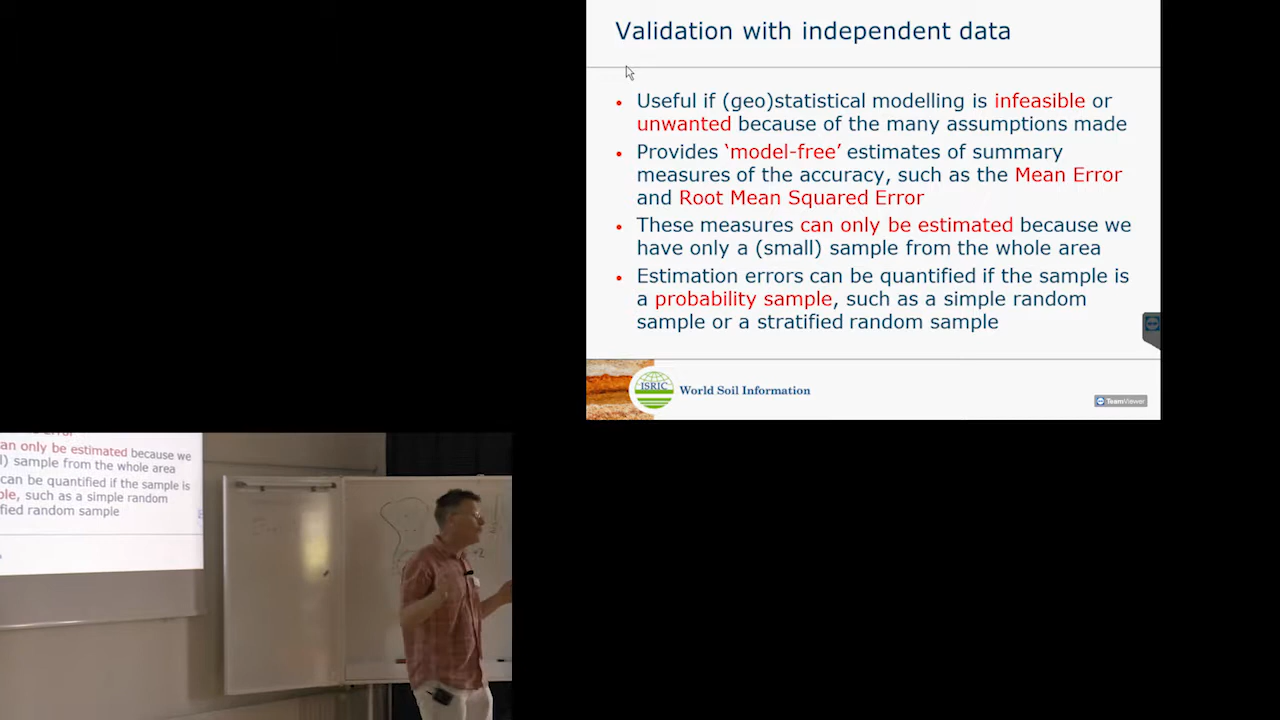 Validation with independent data
• Useful if (geo)statistical modelling is infeasible or
unwanted because of the many assumptions made
• Provides ‘model-free’ estimates of summary
measures of the accuracy, such as the Mean Error
and Root Mean Squared Error
• These measures can only be estimated because we
have only a (small) sample from the whole area
• Estimation errors can be quantified if the sample is
a probability sample, such as a simple random
sample or a stratified random sample
ISRIC World Soil Information
TeamViewer
an only be estimated because we
l) sample from the whole area
can be quantified if the sample is
ple, such as a simple random
fied random sample
+2